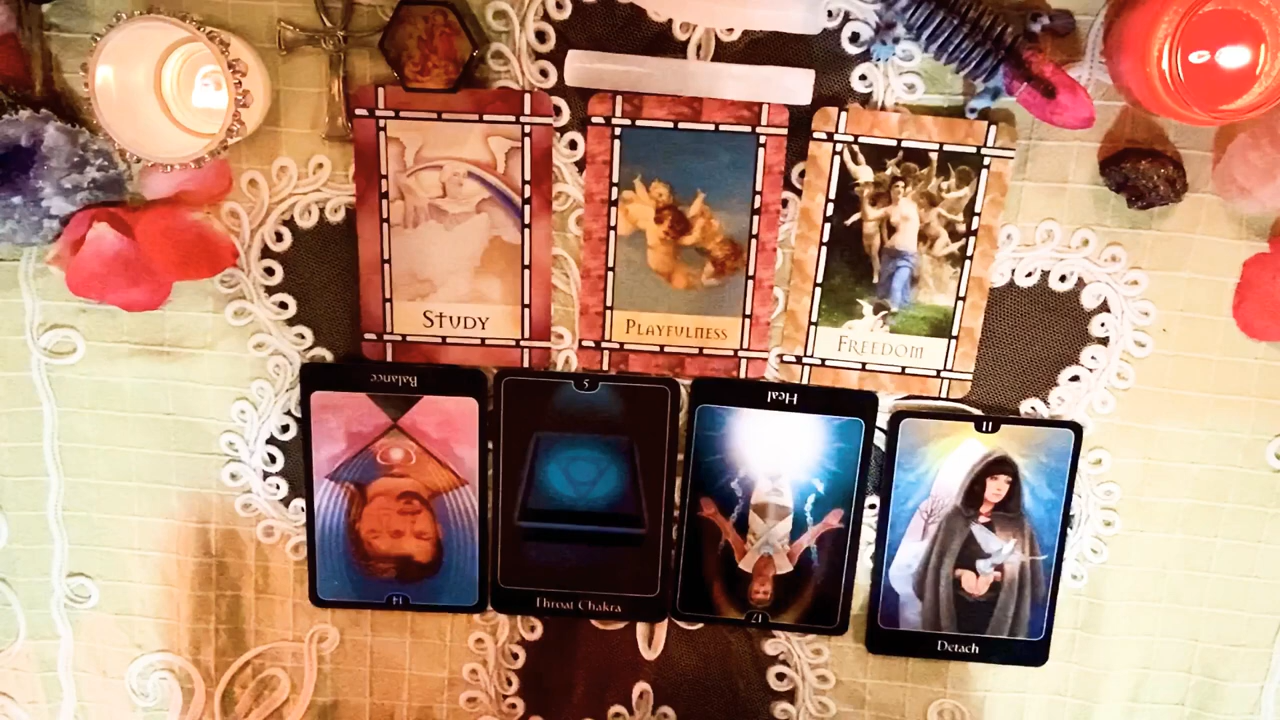 STUDY
PLAYFULNESS
FREEDOM
Balance
5
Heal
11
14
Throat Chakra
17
Detach